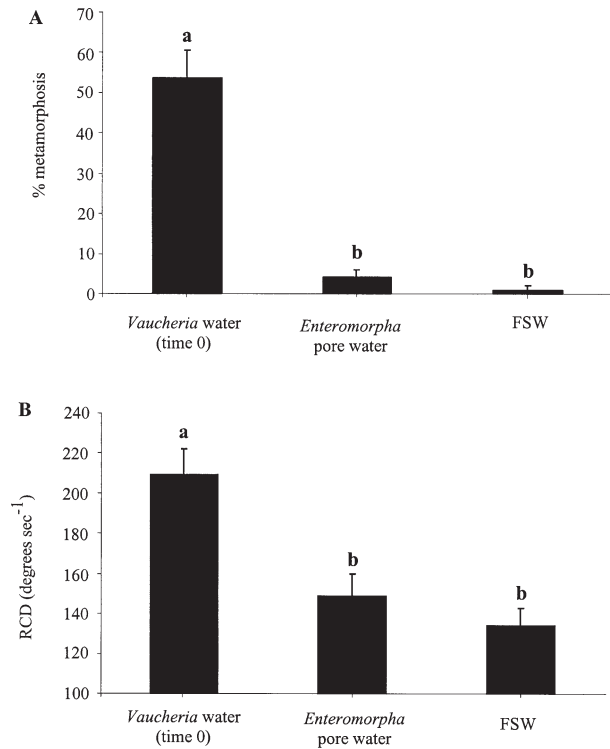 A
70
60
50
40
30
20
10
0
% metamorphosis
a
b
b
Vaucheria water
(time 0)
Enteromorpha
pore water
FSW
B
240
220
200
180
160
140
120
100
RCD (degrees sec-1)
a
b
b
Vaucheria water
(time 0)
Enteromorpha
pore water
FSW